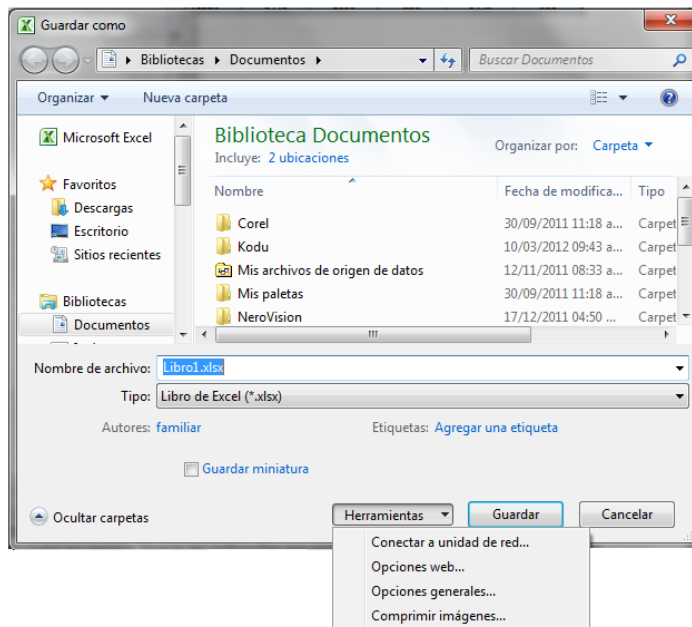 Guardar como
Bibliotecas Documentos
Buscar Documentos
Organizar Nueva carpeta
Microsoft Excel
Favoritos
Descargas
Escritorio
Sitios recientes
Bibliotecas
Documentos
Biblioteca Documentos
Incluye: 2 ubicaciones
Organizar por: Carpeta
Nombre Fecha de modifica... Tipo
Corel 30/09/2011 11:18 a... Carpet
Kodu 10/03/2012 09:43 a... Carpet
Mis archivos de origen de datos 12/11/2011 08:33 a... Carpet
Mis paletas 30/09/2011 11:18 a... Carpet
NeroVision 17/12/2011 04:50 ... Carpet
Nombre de archivo: Libro1.xlsx
Tipo: Libro de Excel (*.xlsx)
Autores: familiar Etiquetas: Agregar una etiqueta
Guardar miniatura
Ocultar carpetas Herramientas Guardar Cancelar
Conectar a unidad de red...
Opciones web...
Opciones generales...
Comprimir imágenes...